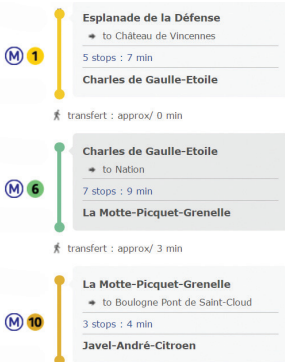 Esplanade de la Défense
to Château de Vincennes
M 1
5 stops : 7 min
Charles de Gaulle-Etoile
transfert : approx/ 0 min
Charles de Gaulle-Etoile
to Nation
M 6
7 stops : 9 min
La Motte-Picquet-Grenelle
transfert : approx/ 3 min
La Motte-Picquet-Grenelle
to Boulogne Pont de Saint-Cloud
M 10
3 stops : 4 min
Javel-André-Citroen